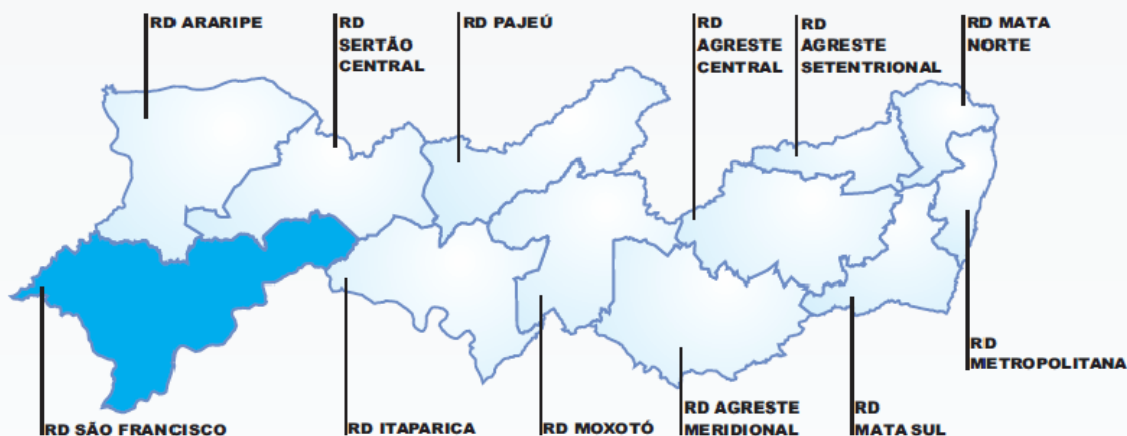 RD ARARIPE
RD
SERTÃO
CENTRAL
RD PAJEÚ
RD
AGRESTE
CENTRAL
RD
AGRESTE
SETENTRIONAL
RD MATA
NORTE
RD
METROPOLITANA
RD SÃO FRANCISCO
RD ITAPARICA
RD MOXOTÓ
RD AGRESTE
MERIDIONAL
RD
MATA SUL